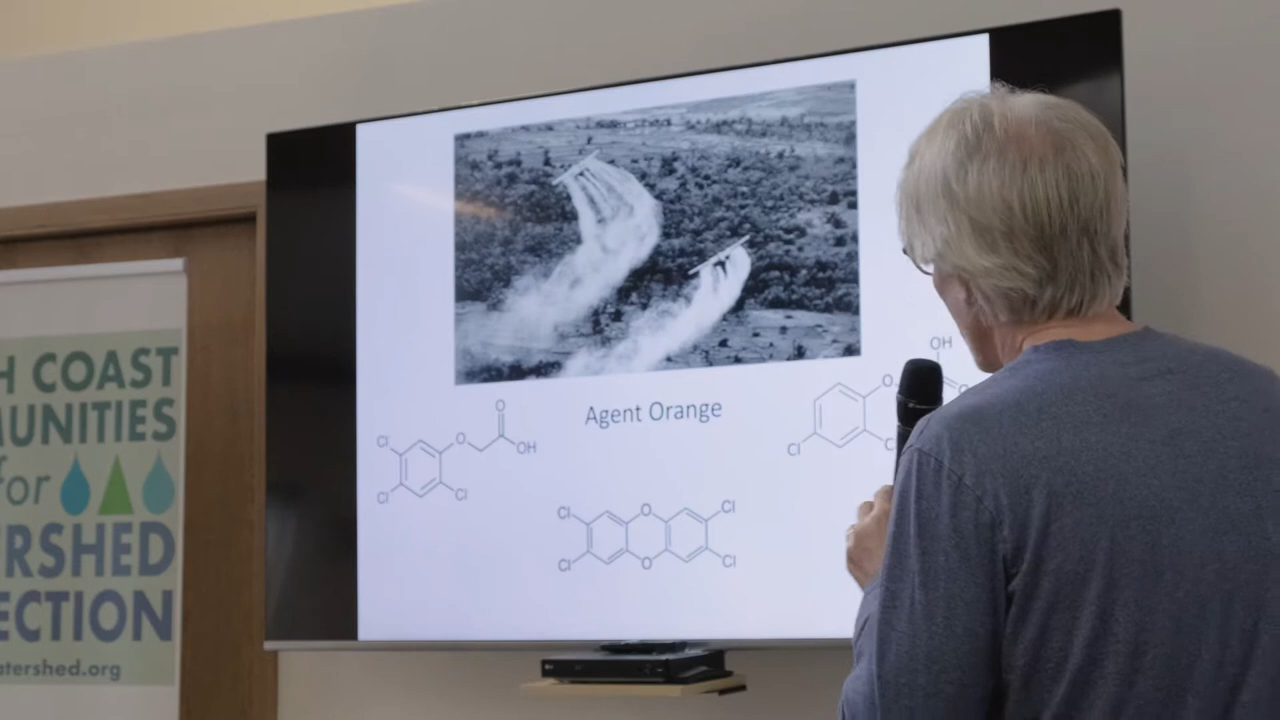 H COAST
MUNITIES
for
RSHED
ECTION
atershed.org
Agent Orange
Cl
Cl
Cl
O
O
OH
Cl
Cl
O
O
Cl
Cl
OH
O
Cl